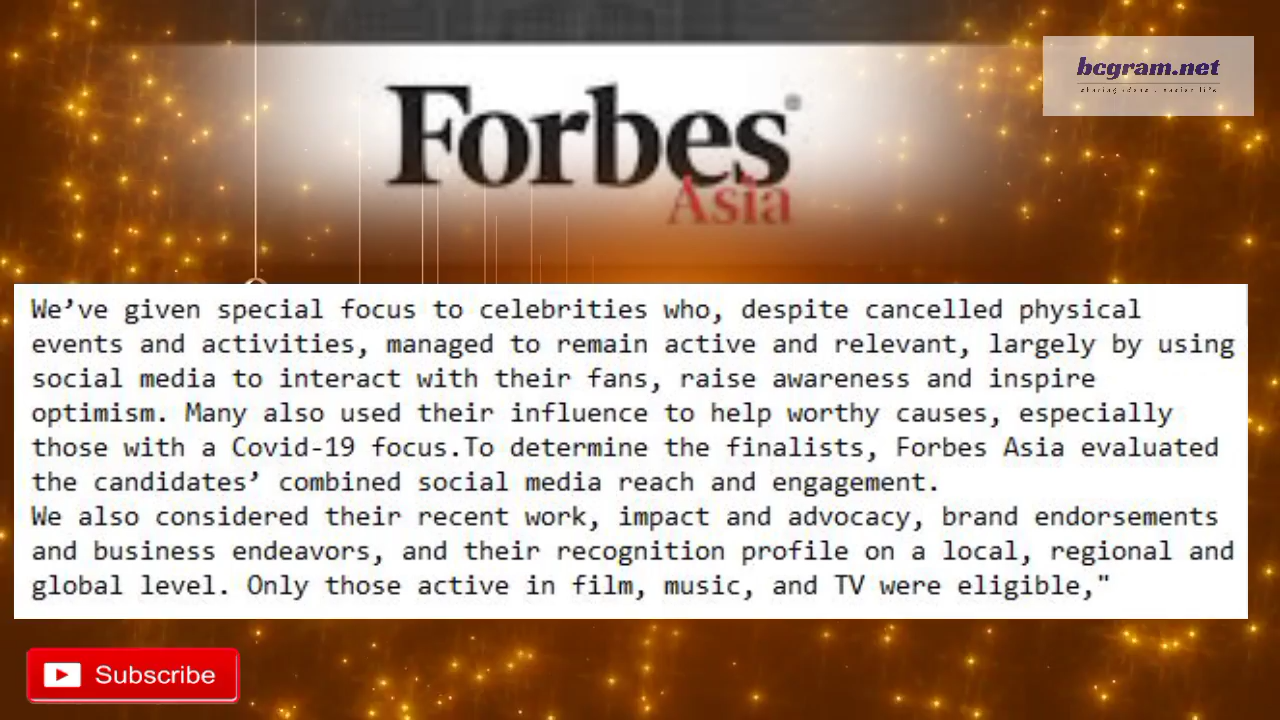 Forbes
Asia
bcgram.net
We’ve given special focus to celebrities who, despite cancelled physical
events and activities, managed to remain active and relevant, largely by using
social media to interact with their fans, raise awareness and inspire
optimism. Many also used their influence to help worthy causes, especially
those with a Covid-19 focus.To determine the finalists, Forbes Asia evaluated
the candidates’ combined social media reach and engagement.
We also considered their recent work, impact and advocacy, brand endorsements
and business endeavors, and their recognition profile on a local, regional and
global level. Only those active in film, music, and TV were eligible,"
Subscribe